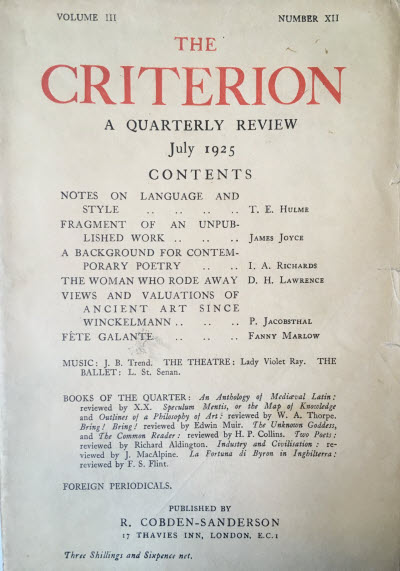 VOLUME III NUMBER XII
THE
CRITERION
A QUARTERLY REVIEW
July 1925
CONTENTS
NOTES ON LANGUAGE AND
STYLE .. .. .. .. T. E. HULME
FRAGMENT OF AN UNPUB-
LISHED WORK .. .. .. JAMES JOYCE
A BACKGROUND FOR CONTEM-
PORARY POETRY .. .. I. A. RICHARDS
THE WOMAN WHO RODE AWAY D. H. LAWRENCE
VIEWS AND VALUATIONS OF
ANCIENT ART SINCE
WINCKELMANN .. .. .. P. JACOBSTHAL
FÊTE GALANTE .. .. .. FANNY MARLOW
MUSIC: J. B. Trend. THE THEATRE: Lady Violet Ray. THE
BALLET: L. St. Senan.
BOOKS OF THE QUARTER: An Anthology of Mediæval Latin:
reviewed by X.X. Speculum Mentis, or the Map of Knowledge
and Outlines of a Philosophy of Art: reviewed by W. A. Thorpe.
Bring! Bring! reviewed by Edwin Muir. The Unknown Goddess,
and The Common Reader: reviewed by H. P. Collins. Two Poets:
reviewed by Richard Aldington. Industry and Civilisation: re-
viewed by J. MacAlpine. La Fortuna di Byron in Inghilterra:
reviewed by F. S. Flint.
FOREIGN PERIODICALS.
PUBLISHED BY
R. COBDEN-SANDERSON
17 THAVIES INN, LONDON, E.C.1
Three Shillings and Sixpence net.